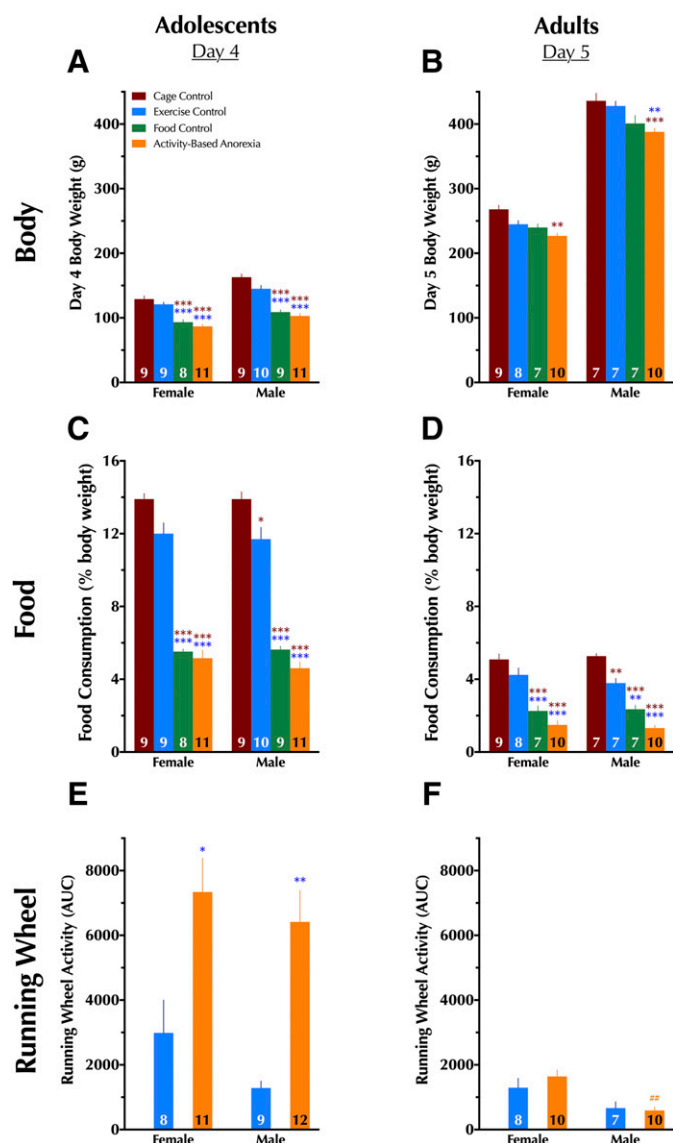 Adolescents
Day 4
Adults
Day 5
A
B
Cage Control
Exercise Control
Food Control
Activity-Based Anorexia
Body
Day 4 Body Weight (g)
400
300
200
100
0
*** *** *** ***
*** *** *** ***
9 9 8 11 9 10 9 11
Female Male
Day 5 Body Weight (g)
400
300
200
100
0
**
**
***
9 8 7 10 7 7 7 10
Female Male
C
D
Food
Food Consumption (% body weight)
16
12
8
4
0
*
*** *** *** ***
*** *** *** ***
9 9 8 11 9 10 9 11
Female Male
Food Consumption (% body weight)
16
12
8
4
0
*** *** ** *** ***
*** *** ** ***
9 8 7 10 7 7 7 10
Female Male
E
F
Running Wheel
Running Wheel Activity (AUC)
8000
6000
4000
2000
0
* **
8 11 9 12
Female Male
Running Wheel Activity (AUC)
8000
6000
4000
2000
0
##
8 10 7 10
Female Male